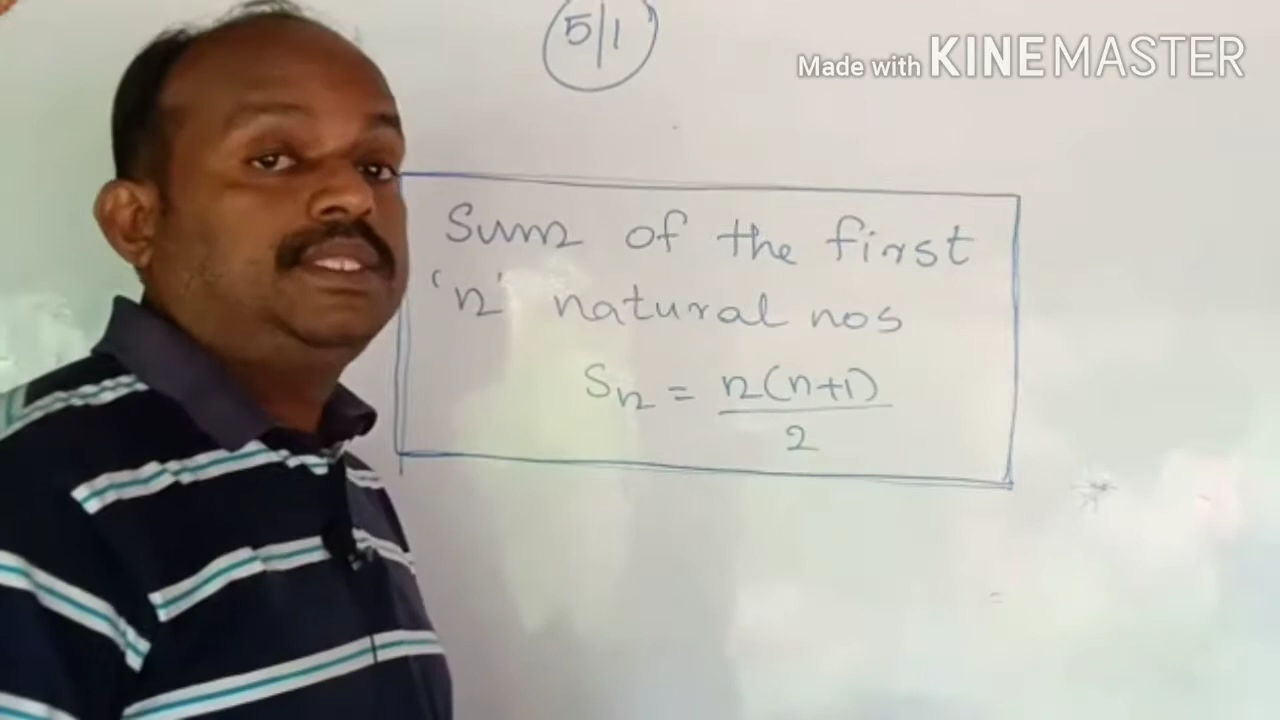 5/1
Made with KINEMASTER
Sum of the first
'n' natural nos
Sn = n(n+1)
2